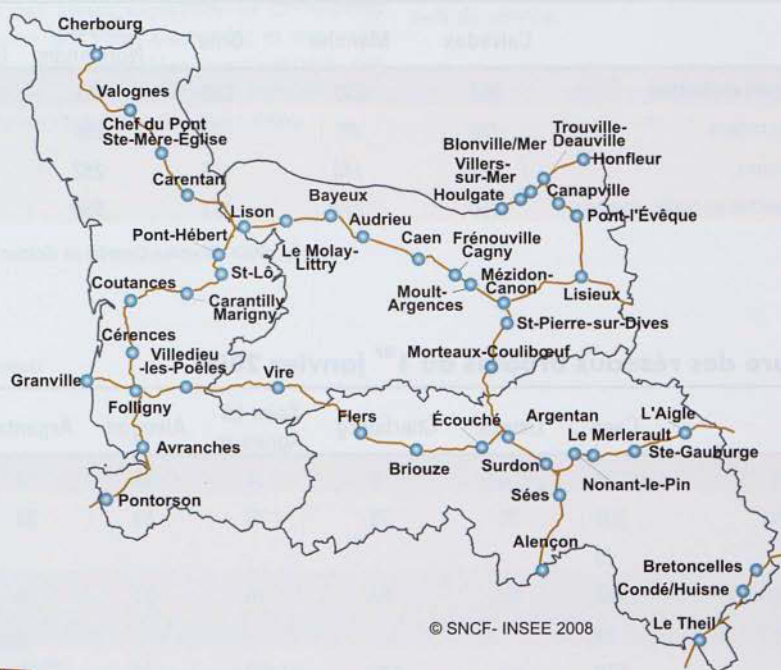 Cherbourg
Valognes
Chef du Pont
Ste-Mère-Église
Carentan
Lison
Pont-Hébert
St-Lô
Le Molay-
Littry
Bayeux
Audrieu
Caen
Frénouville
Cagny
Moult-
Argences
Mézidon-
Canon
Blonville/Mer
Villers-
sur-Mer
Houlgate
Trouville-
Deauville
Honfleur
Canapville
Pont-l'Évêque
Lisieux
St-Pierre-sur-Dives
Morteaux-Coulibœuf
Coutances
Carantilly
Marigny
Cérences
Villedieu
-les-Poêles
Granville
Folligny
Vire
Avranches
Pontorson
Flers
Briouze
Écouché
Argentan
Surdon
Sées
Alençon
Le Merlerault
L'Aigle
Ste-Gauburge
Nonant-le-Pin
Bretoncelles
Condé/Huisne
Le Theil
© SNCF- INSEE 2008